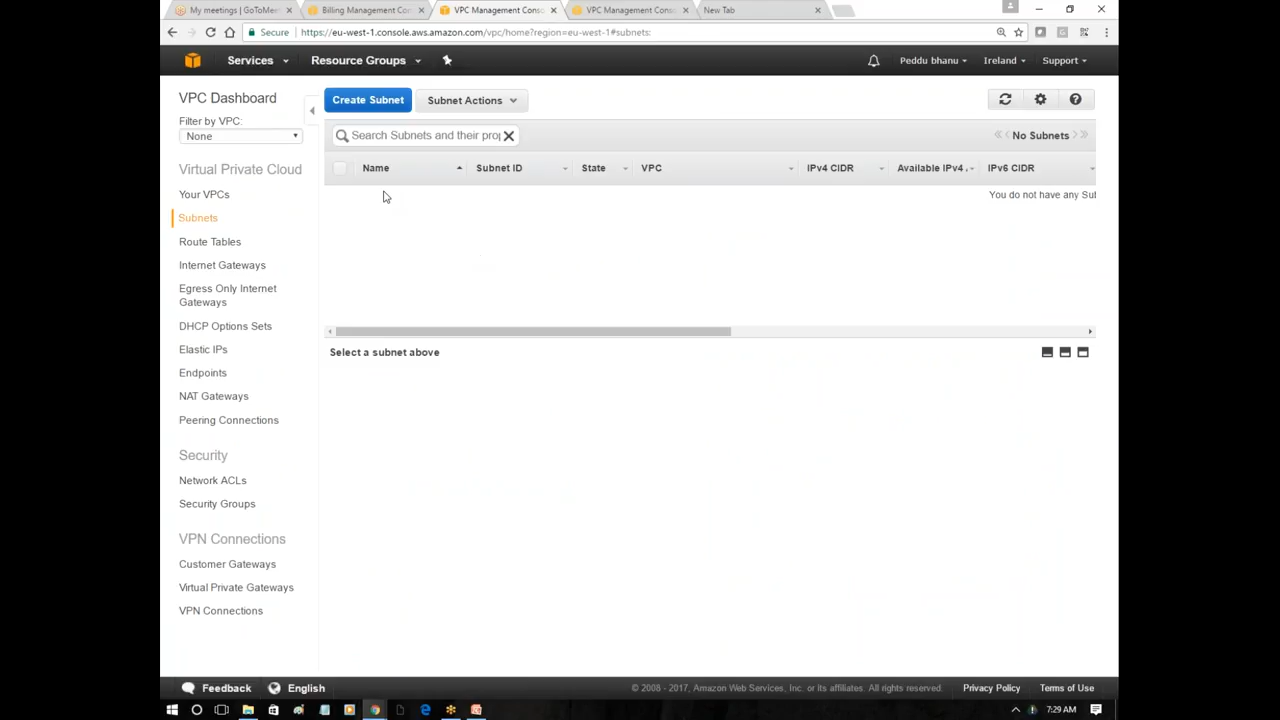 My meetings | GoToMee
Billing Management Con
VPC Management Conso
VPC Management Conso
New Tab
Secure
https://eu-west-1.console.aws.amazon.com/vpc/home?region=eu-west-1#subnets:
Services
Resource Groups
Peddu bhanu
Ireland
Support
VPC Dashboard
Filter by VPC:
None
Create Subnet
Subnet Actions
Search Subnets and their prop
No Subnets
Name
Subnet ID
State
VPC
IPv4 CIDR
Available IPv4
IPv6 CIDR
You do not have any Sub
Virtual Private Cloud
Your VPCs
Subnets
Route Tables
Internet Gateways
Egress Only Internet
Gateways
DHCP Options Sets
Elastic IPs
Endpoints
NAT Gateways
Peering Connections
Select a subnet above
Security
Network ACLs
Security Groups
VPN Connections
Customer Gateways
Virtual Private Gateways
VPN Connections
Feedback
English
© 2008 - 2017, Amazon Web Services, Inc. or its affiliates. All rights reserved.
Privacy Policy
Terms of Use
7:29 AM